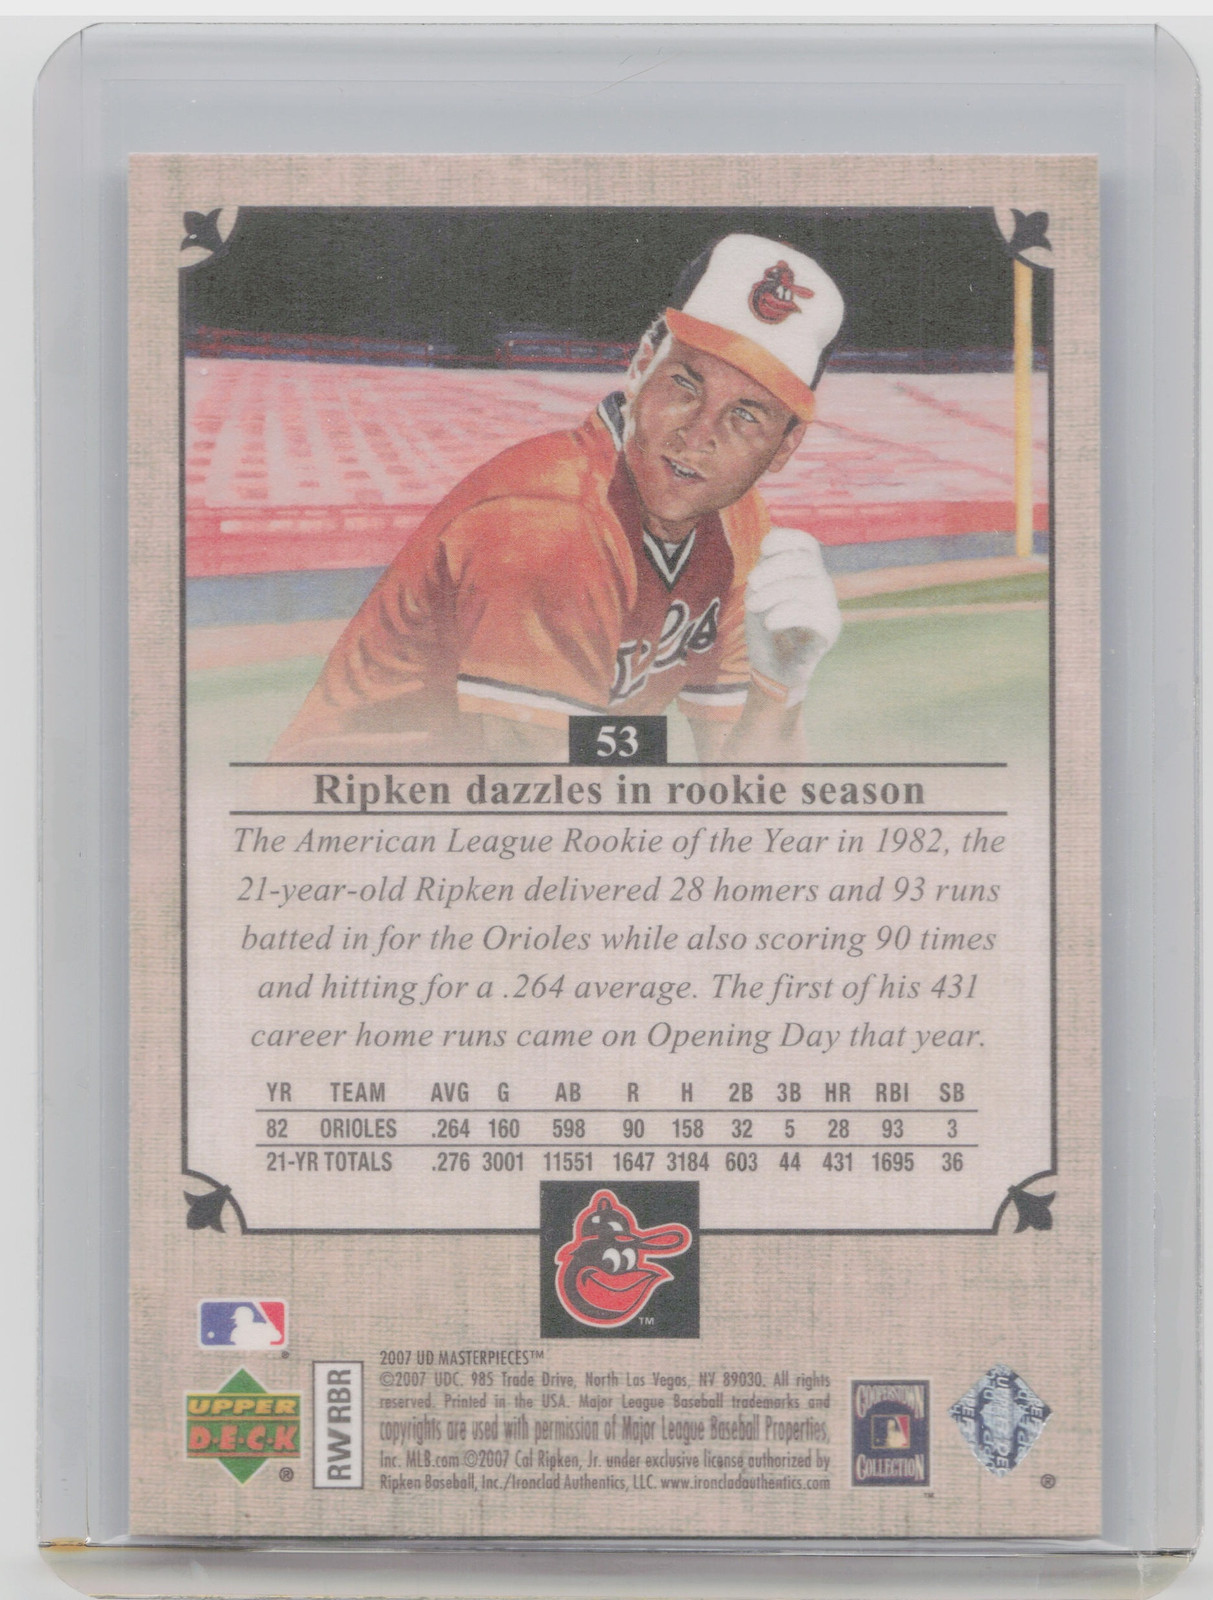 53
Ripken dazzles in rookie season
The American League Rookie of the Year in 1982, the
21-year-old Ripken delivered 28 homers and 93 runs
batted in for the Orioles while also scoring 90 times
and hitting for a .264 average. The first of his 431
career home runs came on Opening Day that year.
YR TEAM AVG G AB R H 2B 3B HR RBI SB
82 ORIOLES .264 160 598 90 158 32 5 28 93 3
21-YR TOTALS .276 3001 11551 1647 3184 603 44 431 1695 36
TM
2007 UD MASTERPIECES™
©2007 UDC. 985 Trade Drive, North Las Vegas, NV 89030. All rights
reserved. Printed in the USA. Major League Baseball trademarks and
copyrights are used with permission of Major League Baseball Properties,
Inc. MLB.com ©2007 Cal Ripken, Jr. under exclusive license authorized by
Ripken Baseball, Inc./Ironclad Authentics, LLC. www.ironcladauthentics.com
UPPER
DECK
®
RWRBR
COOPERSTOWN
COLLECTION
®